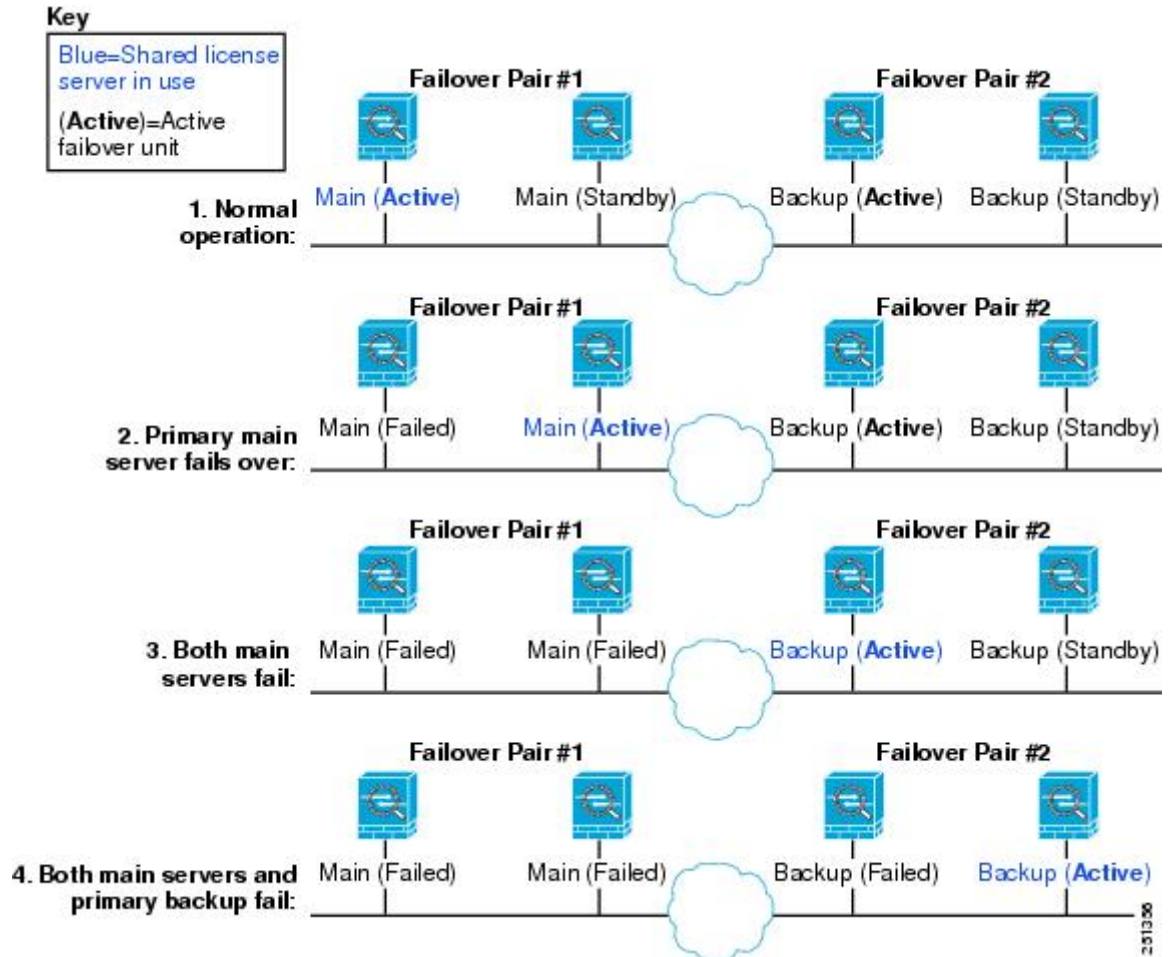 Key
Blue=Shared license
server in use
(Active)=Active
failover unit
Failover Pair #1
Failover Pair #2
1. Normal
operation:
Main (Active)
Main (Standby)
Backup (Active)
Backup (Standby)
Failover Pair #1
Failover Pair #2
2. Primary main
server fails over:
Main (Failed)
Main (Active)
Backup (Active)
Backup (Standby)
Failover Pair #1
Failover Pair #2
3. Both main
servers fail:
Main (Failed)
Main (Failed)
Backup (Active)
Backup (Standby)
Failover Pair #1
Failover Pair #2
4. Both main servers and
primary backup fail:
Main (Failed)
Main (Failed)
Backup (Failed)
Backup (Active)
251356